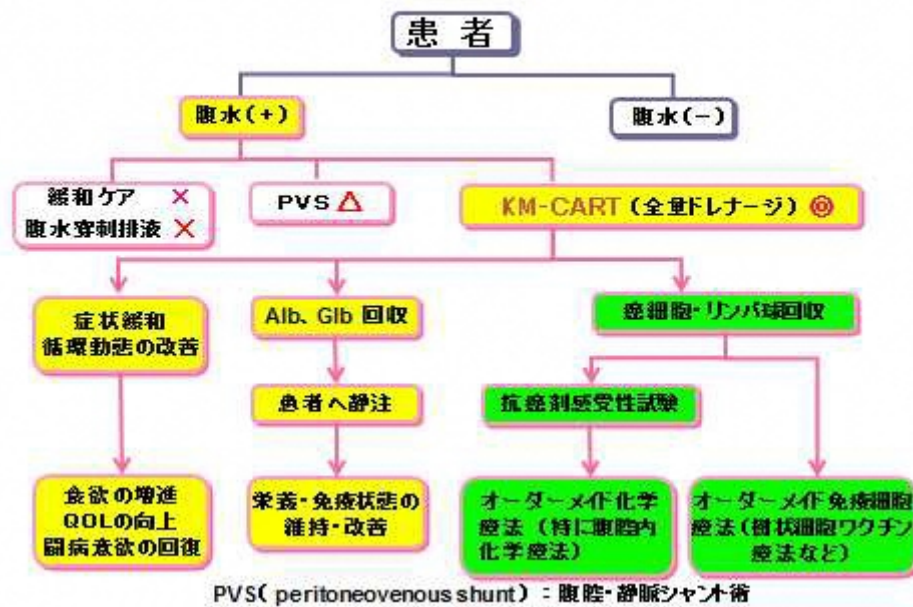 患者
腹水(+)
腹水(−)
緩和ケア ×
腹水穿刺排液 ×
PVS △
KM-CART (全量ドレナージ) ◎
症状緩和
循環動態の改善
Alb、Glb 回収
癌細胞・リンパ球回収
患者へ静注
抗癌剤感受性試験
食欲の増進
QOLの向上
闘病意欲の回復
栄養・免疫状態の
維持・改善
オーダーメイド化学
療法 (特に腹腔内
化学療法)
オーダーメイド免疫細胞
療法(樹状細胞ワクチン
療法など)
PVS( peritoneovenous shunt ) : 腹腔・静脈シャント術